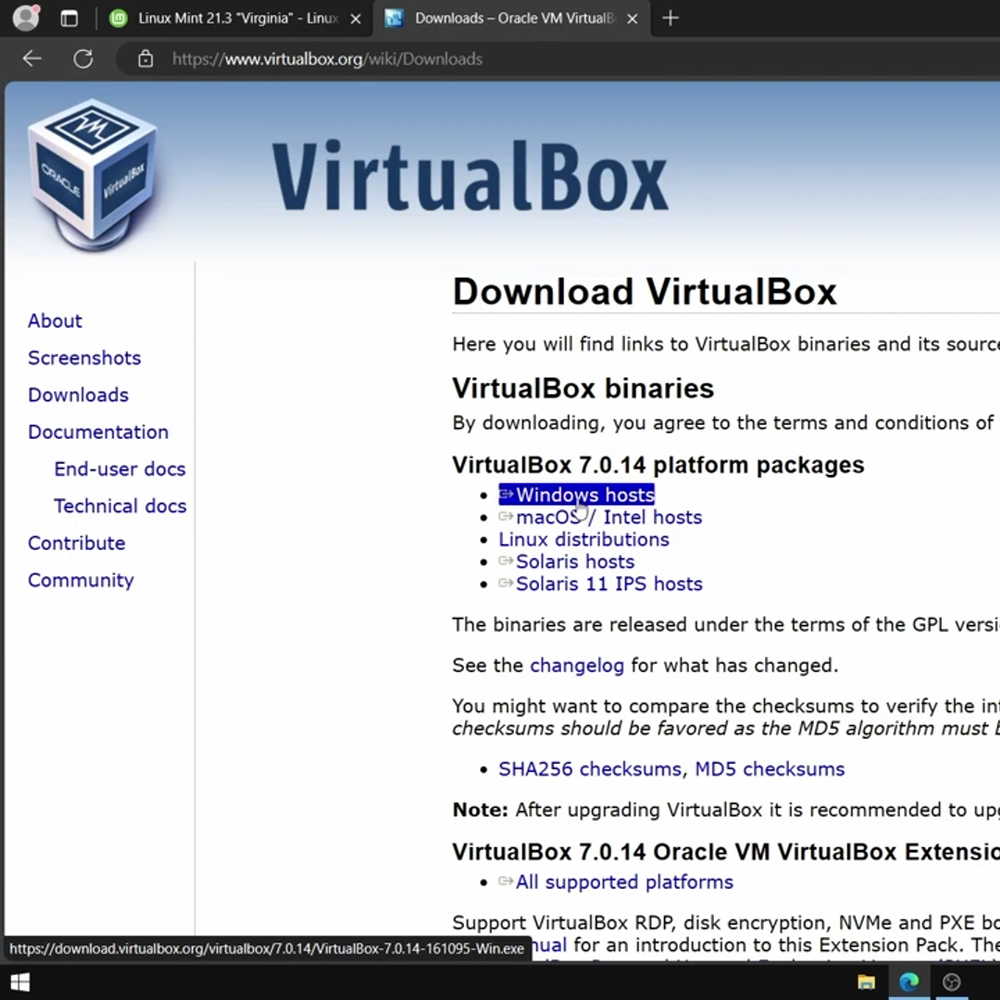 Linux Mint 21.3 "Virginia" - Linux
Downloads – Oracle VM VirtualB
https://www.virtualbox.org/wiki/Downloads
ORACLE
VirtualBox
VirtualBox
About
Screenshots
Downloads
Documentation
End-user docs
Technical docs
Contribute
Community
Download VirtualBox
Here you will find links to VirtualBox binaries and its source
VirtualBox binaries
By downloading, you agree to the terms and conditions of
VirtualBox 7.0.14 platform packages
Windows hosts
macOS / Intel hosts
Linux distributions
Solaris hosts
Solaris 11 IPS hosts
The binaries are released under the terms of the GPL versi
See the changelog for what has changed.
You might want to compare the checksums to verify the in
checksums should be favored as the MD5 algorithm must b
SHA256 checksums, MD5 checksums
Note: After upgrading VirtualBox it is recommended to upg
VirtualBox 7.0.14 Oracle VM VirtualBox Extensio
All supported platforms
Support VirtualBox RDP, disk encryption, NVMe and PXE bo
nual for an introduction to this Extension Pack. The
https://download.virtualbox.org/virtualbox/7.0.14/VirtualBox-7.0.14-161095-Win.exe